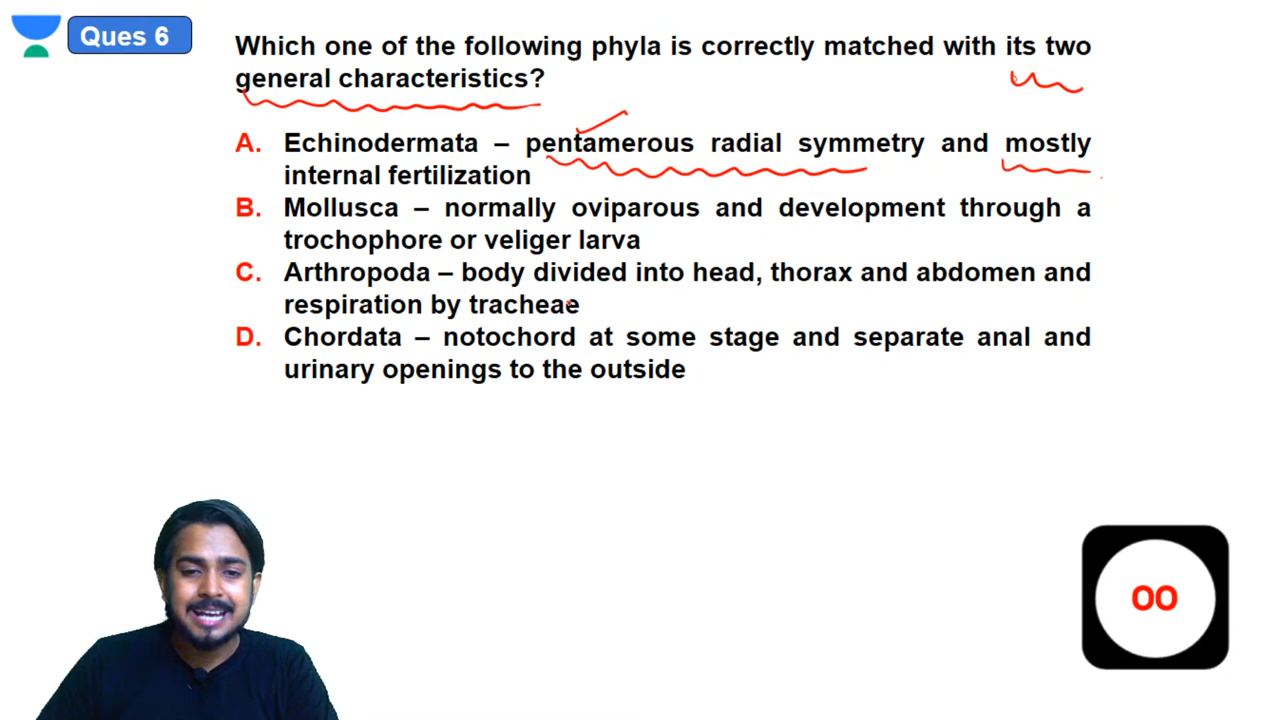 Ques 6
Which one of the following phyla is correctly matched with its two
general characteristics?
A. Echinodermata – pentamerous radial symmetry and mostly
internal fertilization
B. Mollusca – normally oviparous and development through a
trochophore or veliger larva
C. Arthropoda – body divided into head, thorax and abdomen and
respiration by tracheae
D. Chordata – notochord at some stage and separate anal and
urinary openings to the outside
00